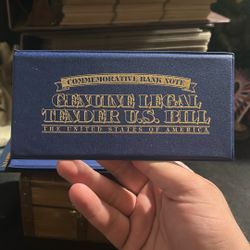 COMMEMORATIVE BANK NOTE
GENUINE LEGAL
TENDER U.S. BILL
THE UNITED STATES OF AMERICA